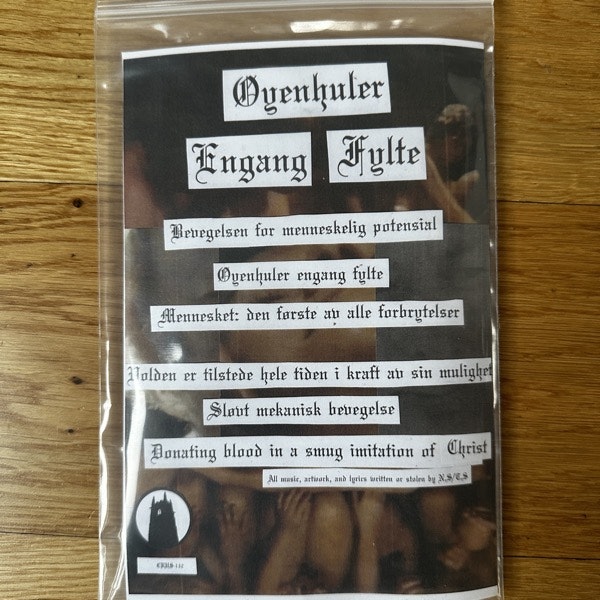 Øyenhuler
Engang Fylte
Bevegelsen for menneskelig potensial
Øyenhuler engang fylte
Mennesket: den første av alle forbrytelser
Volden er tilstede hele tiden i kraft av sin mulighet
Sløvt mekanisk bevegelse
Donating blood in a smug imitation of Christ
All music, artwork, and lyrics written or stolen by N.S/T.S